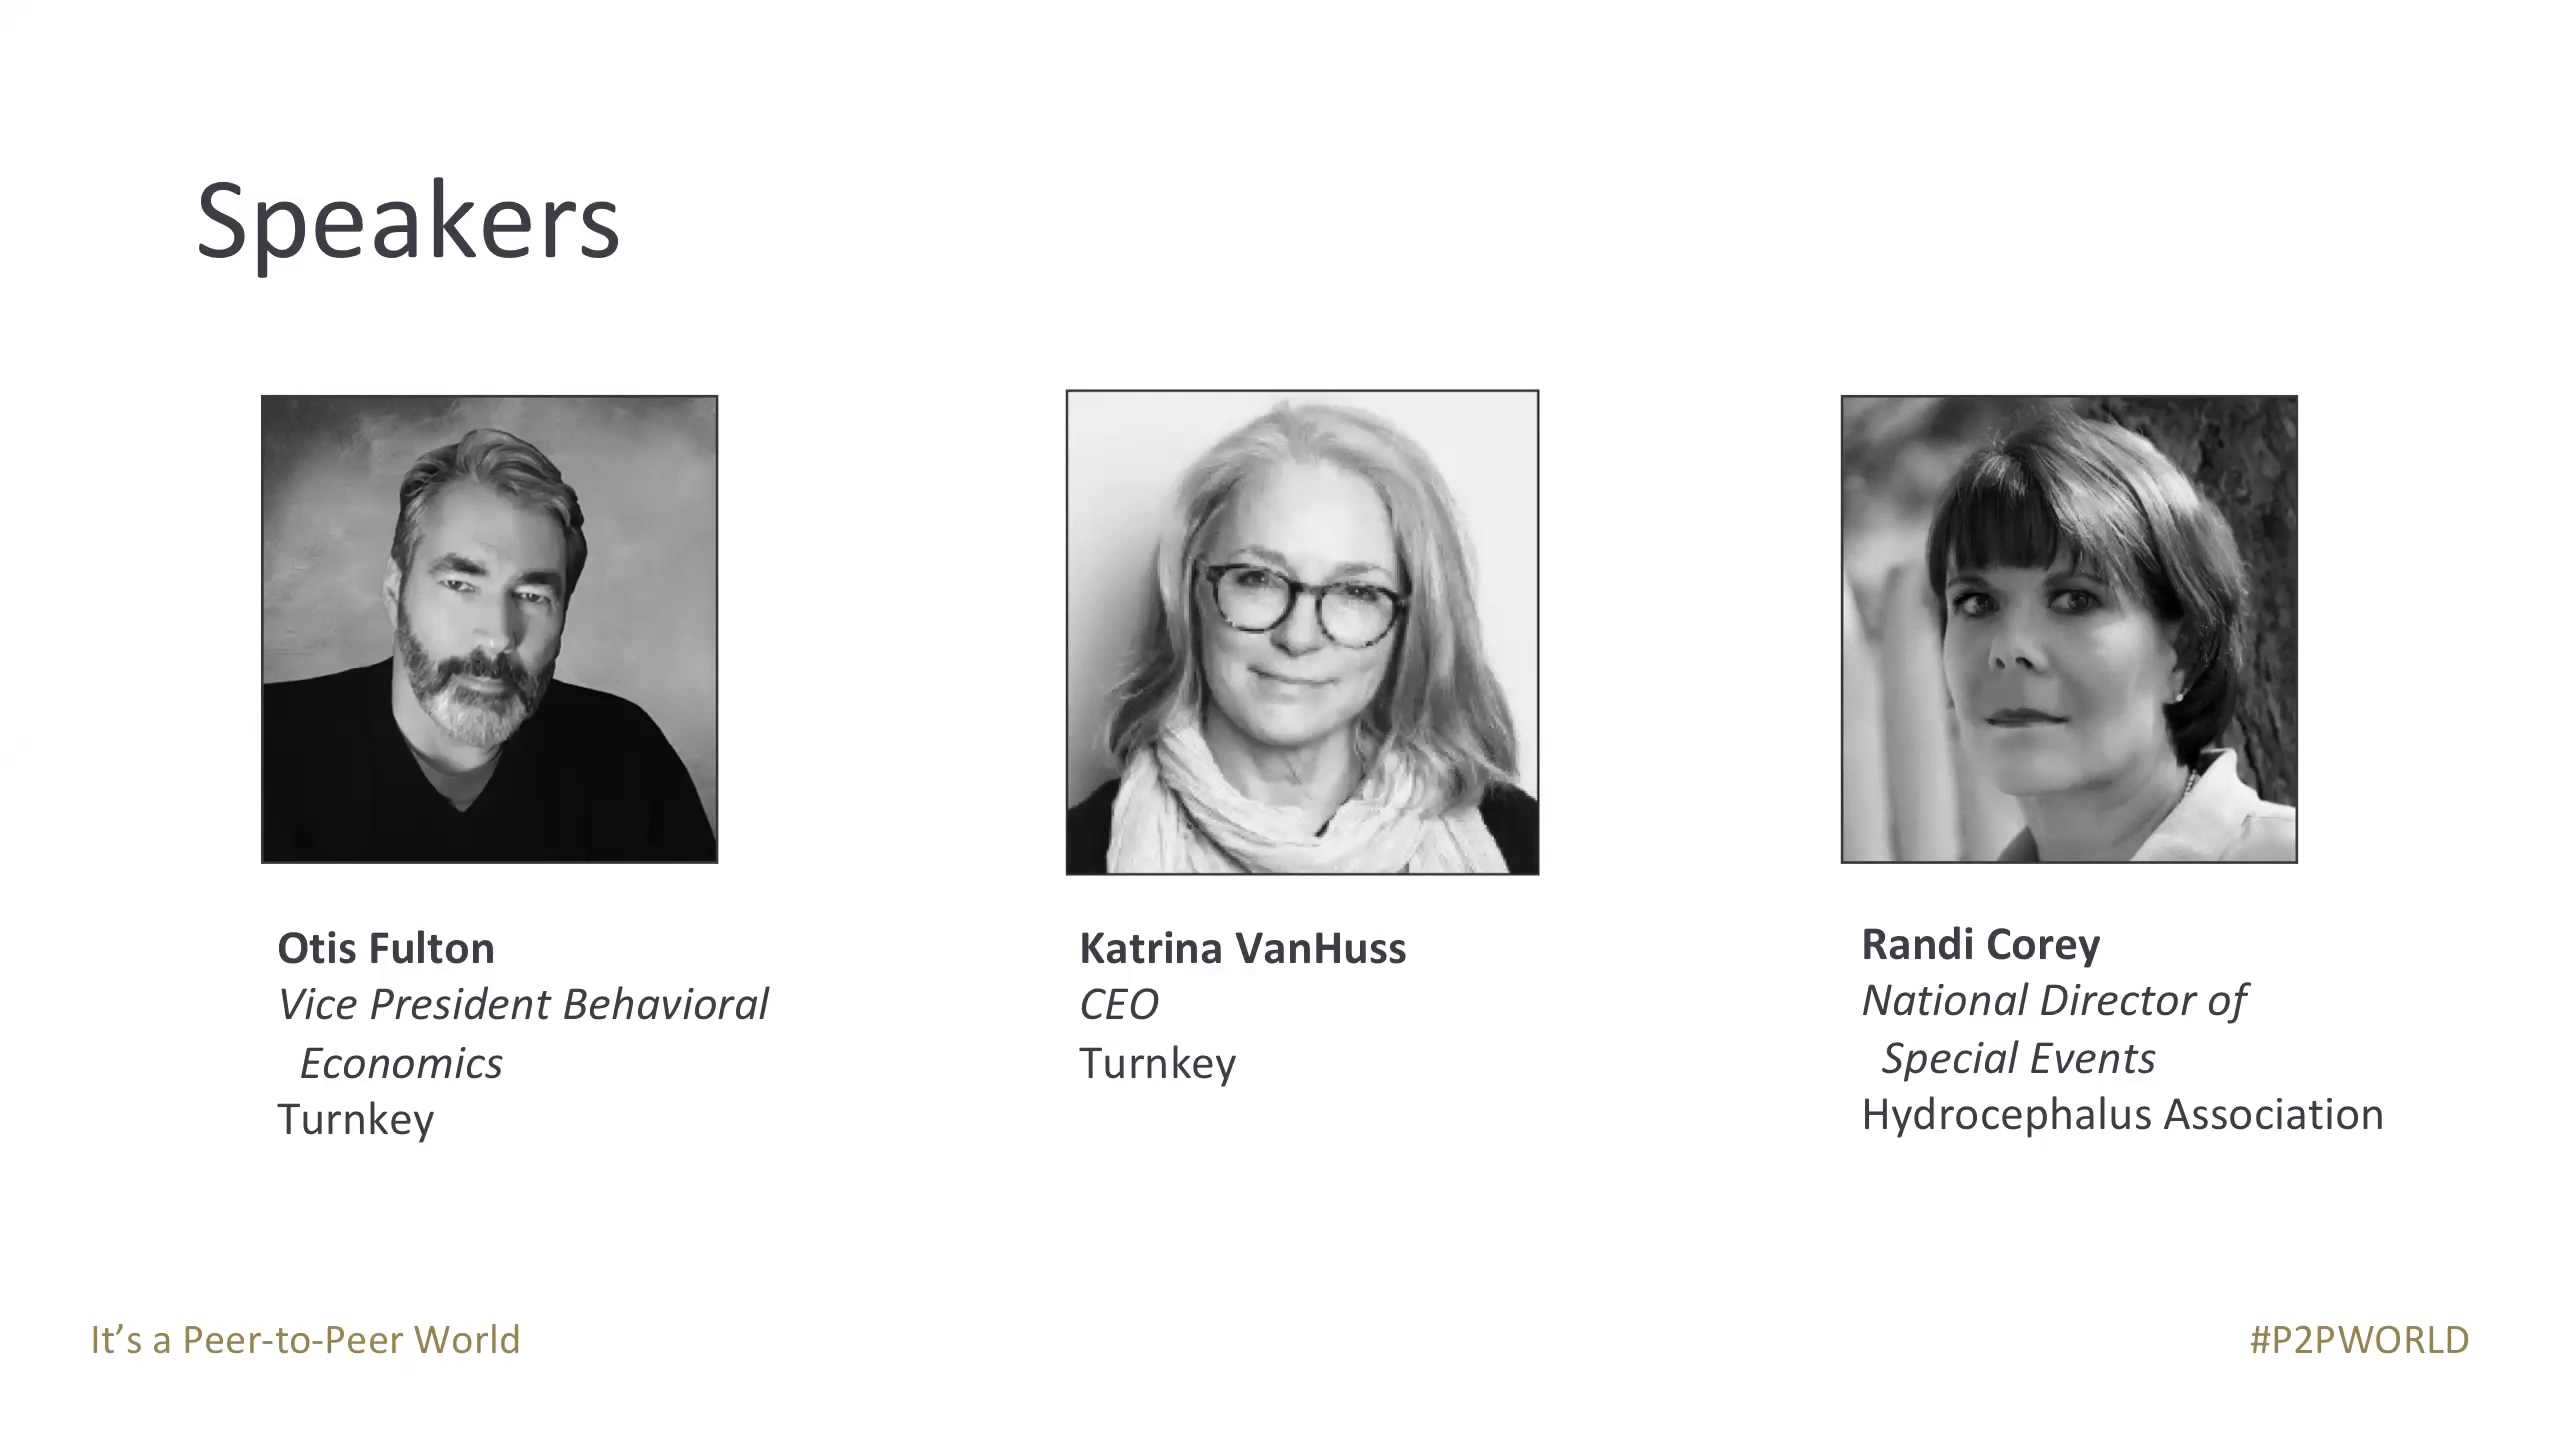 Speakers
Otis Fulton
Vice President Behavioral
Economics
Turnkey
Katrina VanHuss
CEO
Turnkey
Randi Corey
National Director of
Special Events
Hydrocephalus Association
It’s a Peer-to-Peer World
#P2PWORLD